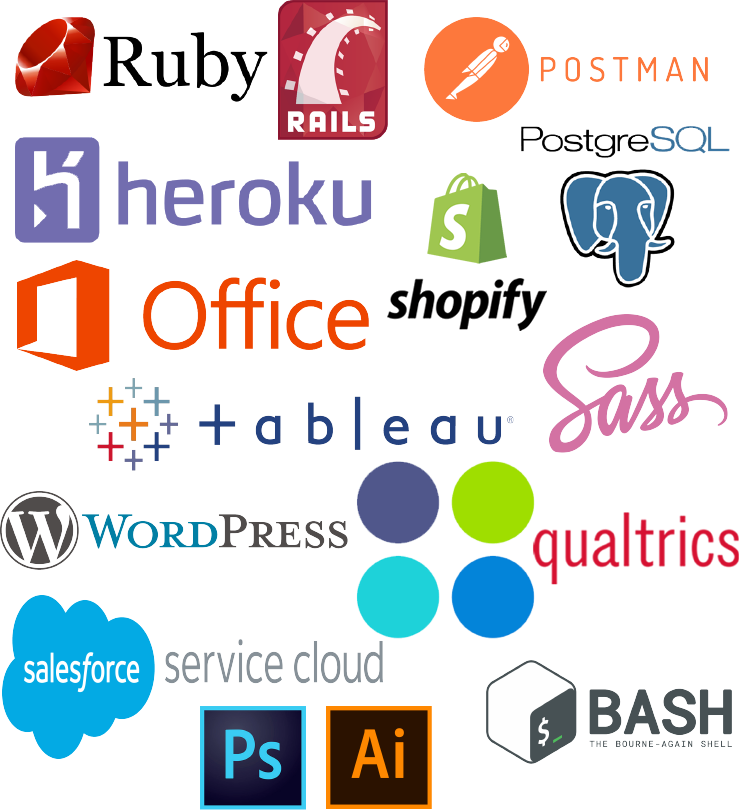 Ruby
RAILS
POSTMAN
PostgreSQL
heroku
S
shopify
Office
Sass
+ableau®
W WORDPRESS
qualtrics
salesforce service cloud
Ps Ai
$_ BASH
THE BOURNE-AGAIN SHELL